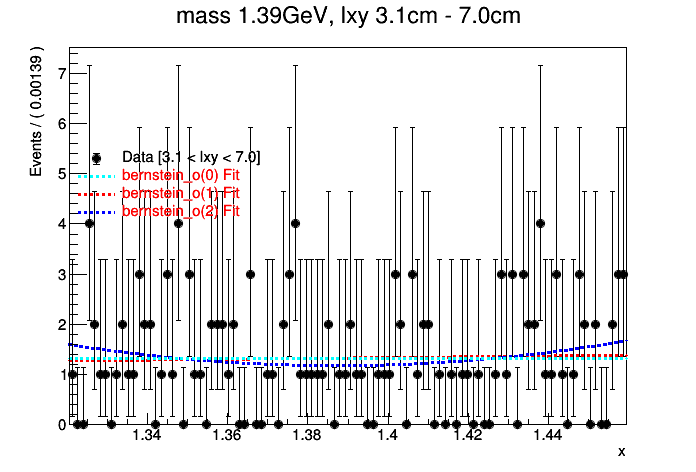 mass 1.39GeV, lxy 3.1cm - 7.0cm
Events / ( 0.00139 )
7
6
5
4
3
2
1
0
Data [3.1 < lxy < 7.0]
bernstein_o(0) Fit
bernstein_o(1) Fit
bernstein_o(2) Fit
1.34 1.36 1.38 1.4 1.42 1.44
x